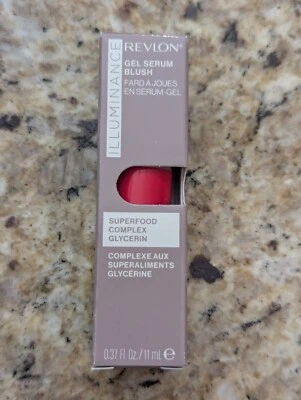 ILLUMINANCE
REVLON®
GEL SERUM
BLUSH
FARD À JOUES
EN SÉRUM-GEL
SUPERFOOD
COMPLEX
GLYCERIN
COMPLEXE AUX
SUPERALIMENTS
GLYCÉRINE
0.37 Fl Oz. / 11 mL ℮